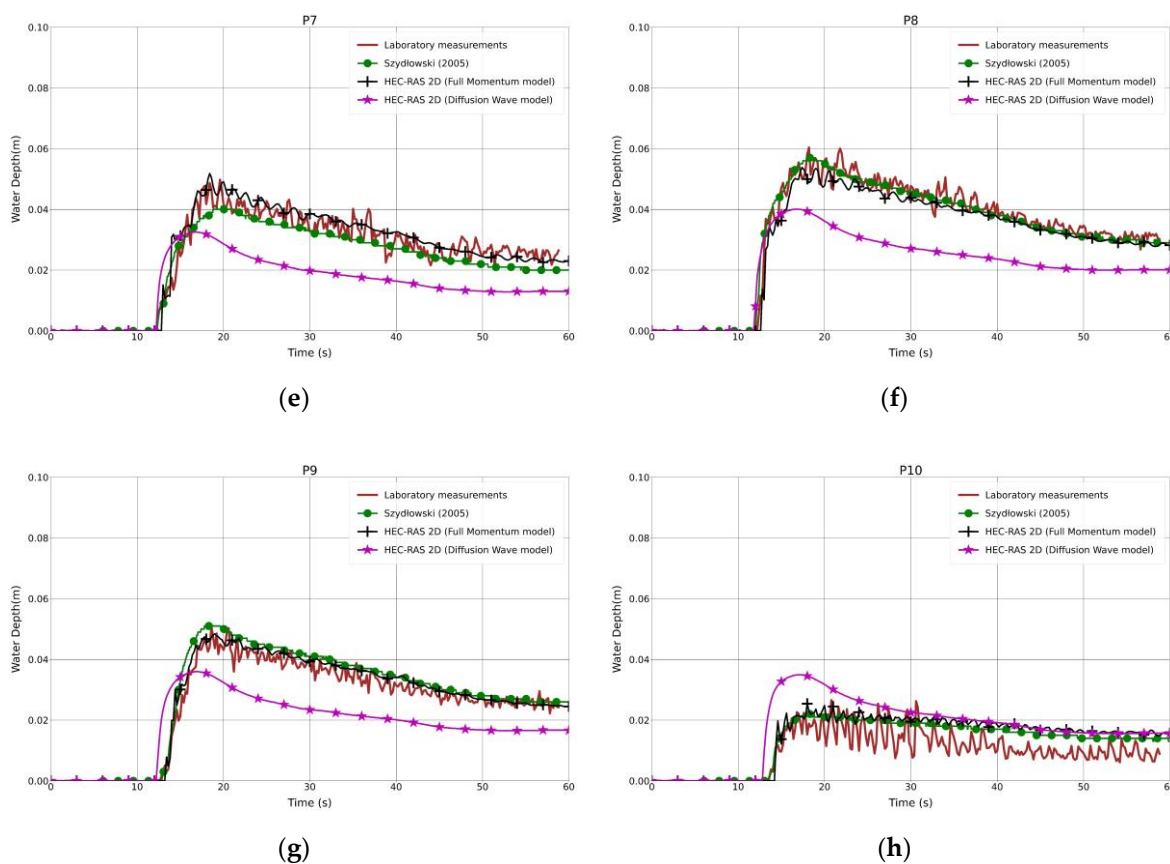 P7
0.10
0.08
0.06
0.04
0.02
0.00
Water Depth(m)
0
10
20
30
40
50
60
Time (s)
Laboratory measurements
Szydłowski (2005)
HEC-RAS 2D (Full Momentum model)
HEC-RAS 2D (Diffusion Wave model)
(e)
P8
0.10
0.08
0.06
0.04
0.02
0.00
Water Depth(m)
0
10
20
30
40
50
60
Time (s)
Laboratory measurements
Szydłowski (2005)
HEC-RAS 2D (Full Momentum model)
HEC-RAS 2D (Diffusion Wave model)
(f)
P9
0.10
0.08
0.06
0.04
0.02
0.00
Water Depth(m)
0
10
20
30
40
50
60
Time (s)
Laboratory measurements
Szydłowski (2005)
HEC-RAS 2D (Full Momentum model)
HEC-RAS 2D (Diffusion Wave model)
(g)
P10
0.10
0.08
0.06
0.04
0.02
0.00
Water Depth(m)
0
10
20
30
40
50
60
Time (s)
Laboratory measurements
Szydłowski (2005)
HEC-RAS 2D (Full Momentum model)
HEC-RAS 2D (Diffusion Wave model)
(h)